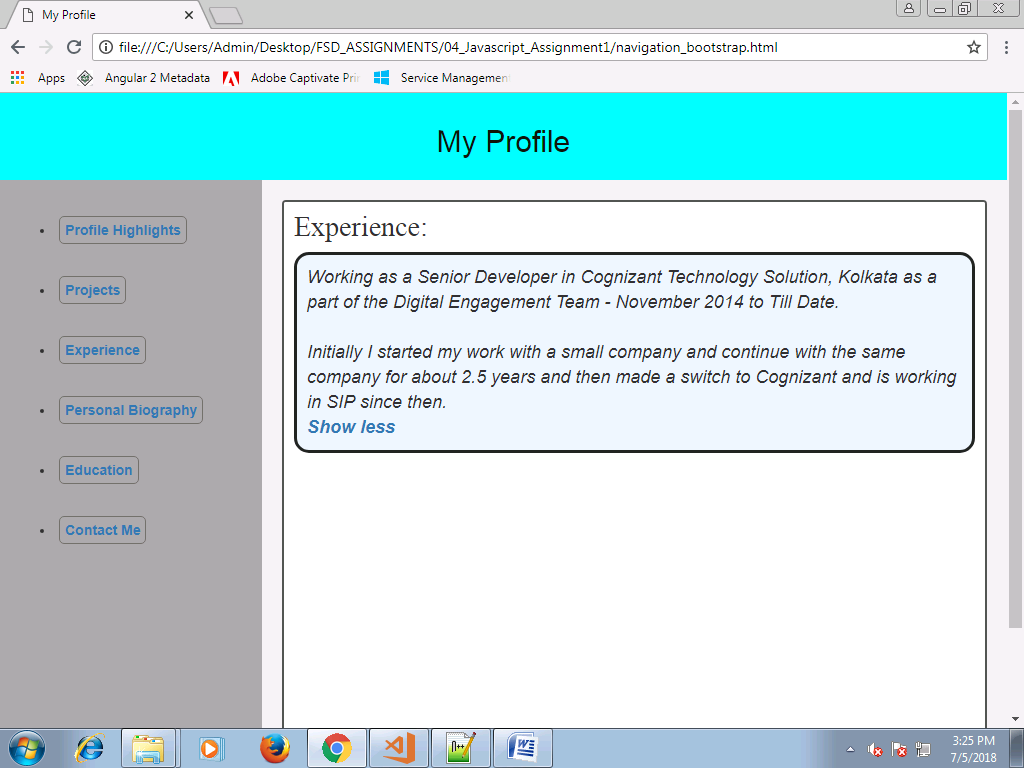 My Profile
file:///C:/Users/Admin/Desktop/FSD_ASSIGNMENTS/04_Javascript_Assignment1/navigation_bootstrap.html
Apps Angular 2 Metadata Adobe Captivate Pri Service Management
My Profile
Profile Highlights
Projects
Experience
Personal Biography
Education
Contact Me
Experience:
Working as a Senior Developer in Cognizant Technology Solution, Kolkata as a
part of the Digital Engagement Team - November 2014 to Till Date.
Initially I started my work with a small company and continue with the same
company for about 2.5 years and then made a switch to Cognizant and is working
in SIP since then.
Show less
3:25 PM
7/5/2018